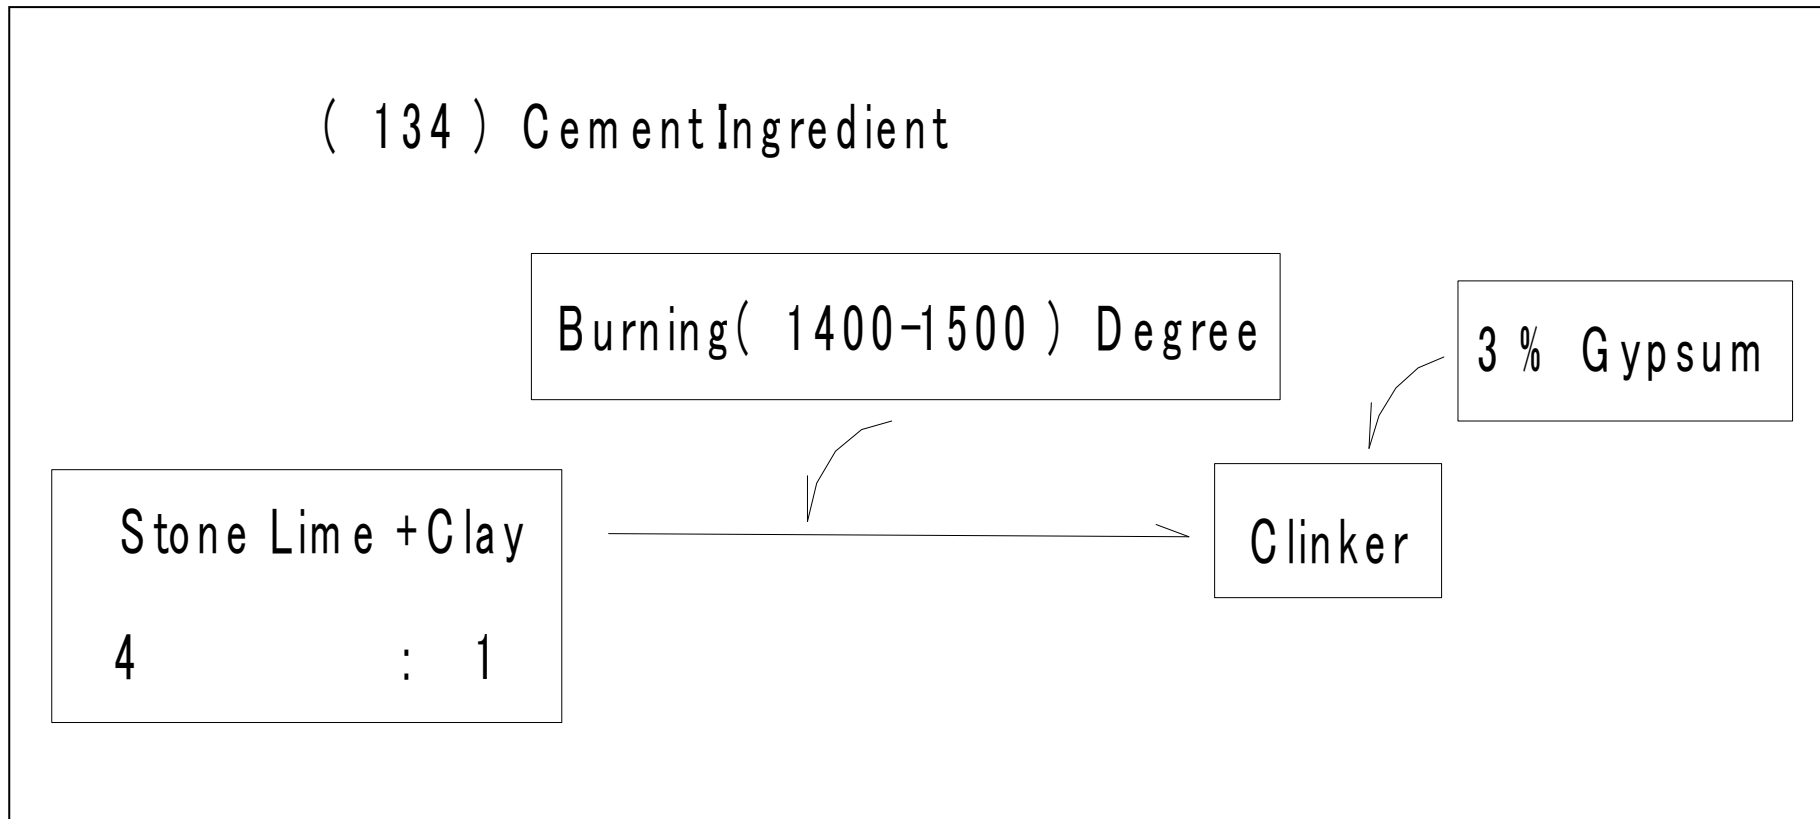 ( 134 ) Cement Ingredient
Burning( 1400-1500 ) Degree
3 % Gypsum
Stone Lime +Clay
4 : 1
Clinker